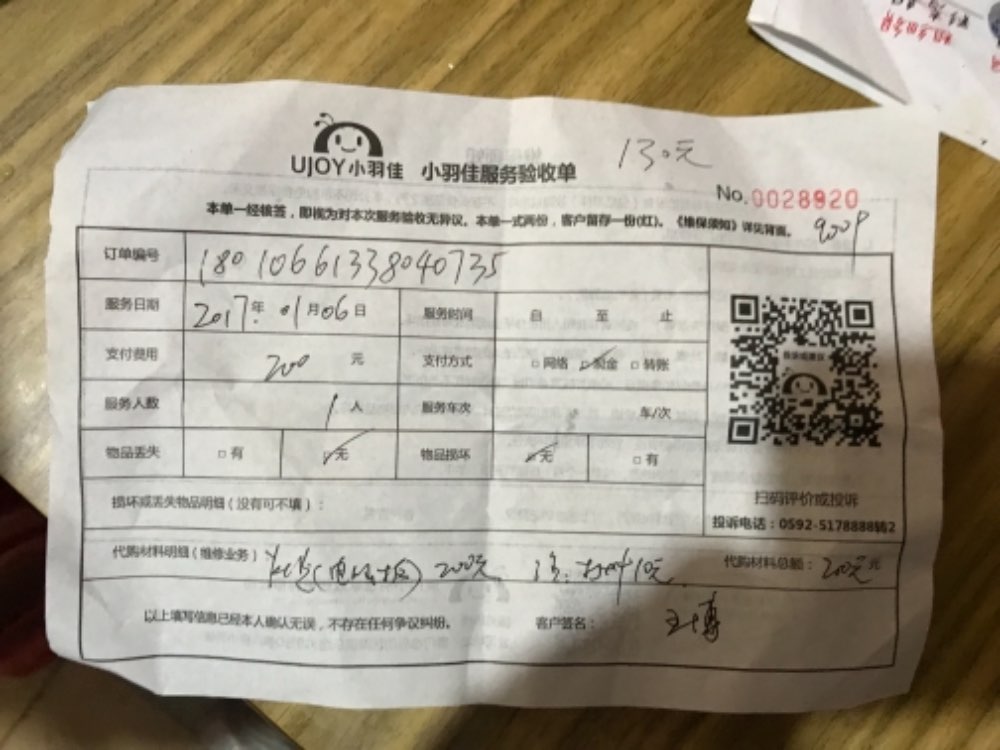 UJOY小羽佳 小羽佳服务验收单 130元
No.0028920
本单一经核签，即视为对本次服务验收无异议。本单一式两份，客户留存一份(红)。《维保须知》详见背面。
订单编号 18010661338040735
服务日期 2017年01月06日 服务时间 自 至 止
支付费用 200 元 支付方式 □网络 □现金 □转账
服务人数 1人 服务车次 车/次
物品丢失 □有 □无 物品损坏 □无 □有
扫码评价或投诉
投诉电话：0592-5178888转2
损坏或丢失物品明细（没有可不填）：
代购材料明细（维修业务） 200元 10元 代购材料总额：200元 元
以上填写信息已经本人确认无误，不存在任何争议纠纷。 客户签名： 王博